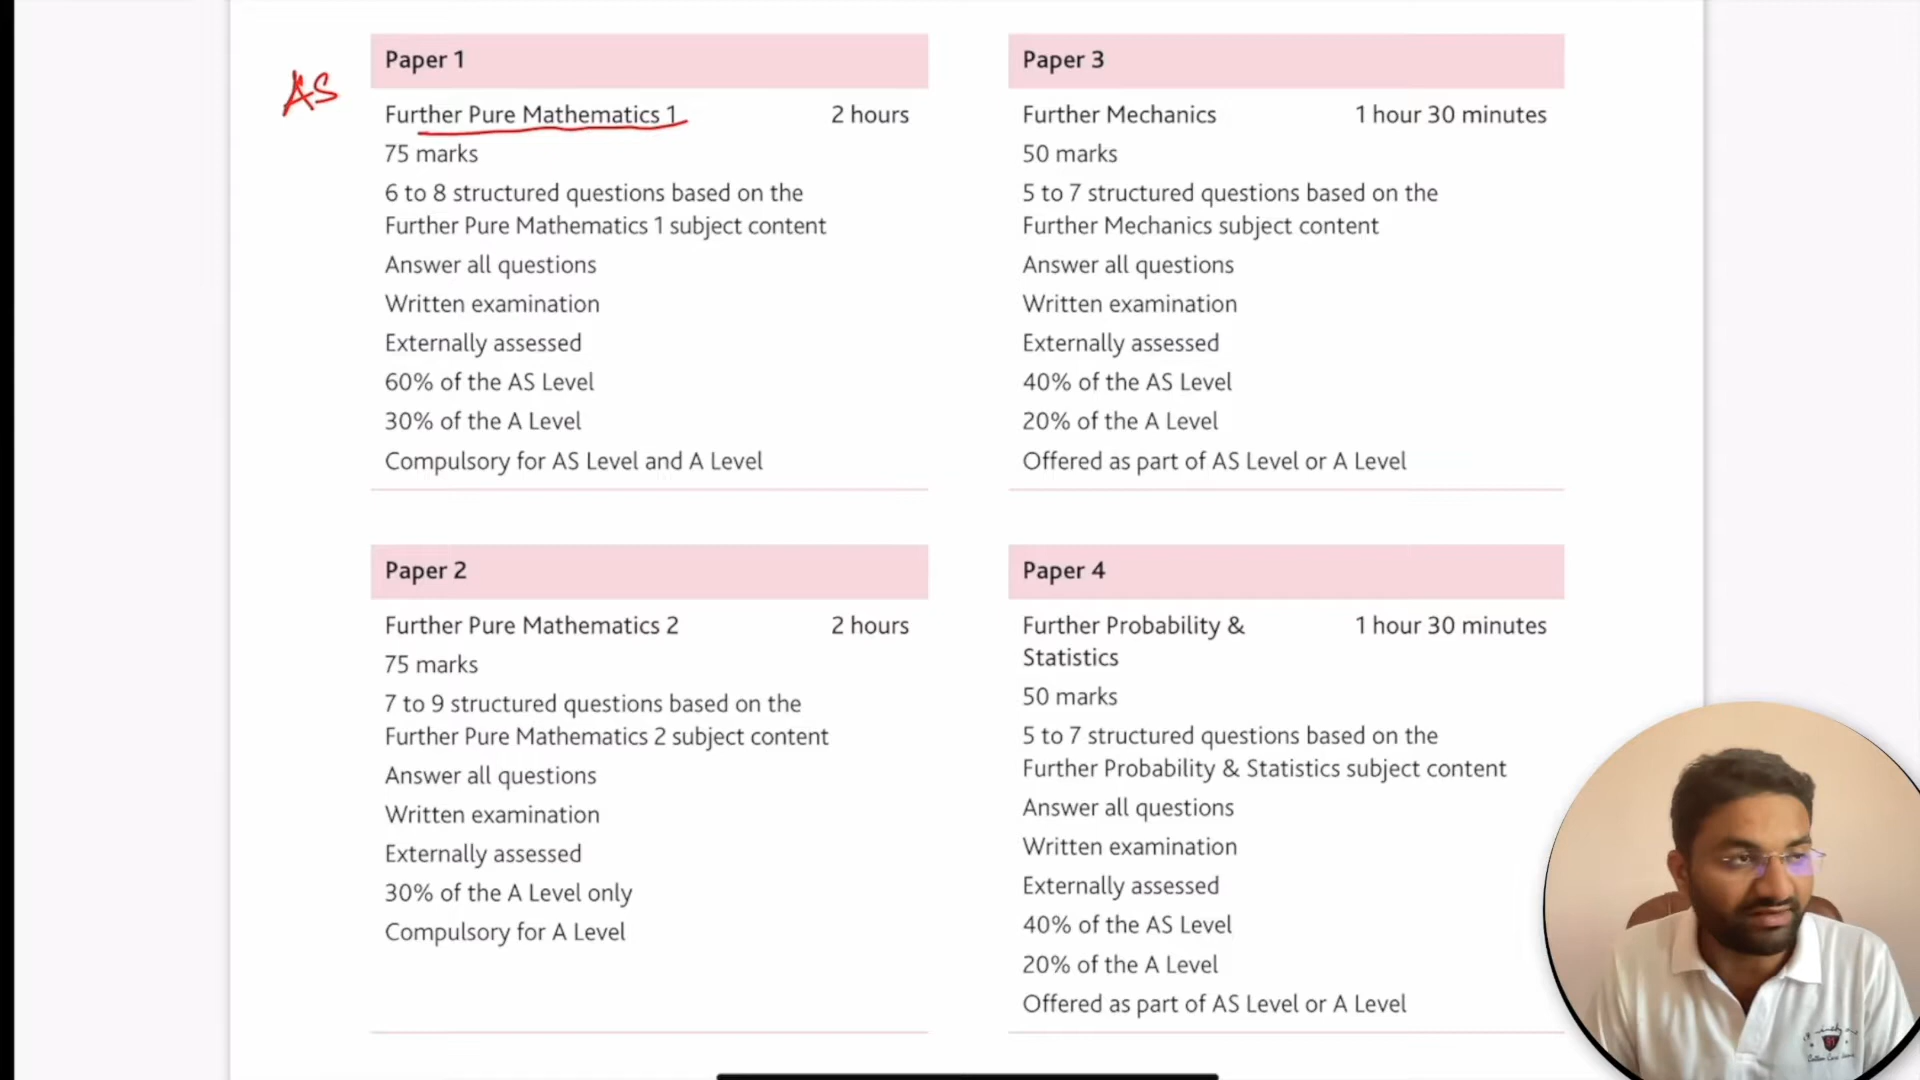 AS
Paper 1
Further Pure Mathematics 1 2 hours
75 marks
6 to 8 structured questions based on the
Further Pure Mathematics 1 subject content
Answer all questions
Written examination
Externally assessed
60% of the AS Level
30% of the A Level
Compulsory for AS Level and A Level
Paper 3
Further Mechanics 1 hour 30 minutes
50 marks
5 to 7 structured questions based on the
Further Mechanics subject content
Answer all questions
Written examination
Externally assessed
40% of the AS Level
20% of the A Level
Offered as part of AS Level or A Level
Paper 2
Further Pure Mathematics 2 2 hours
75 marks
7 to 9 structured questions based on the
Further Pure Mathematics 2 subject content
Answer all questions
Written examination
Externally assessed
30% of the A Level only
Compulsory for A Level
Paper 4
Further Probability & 1 hour 30 minutes
Statistics
50 marks
5 to 7 structured questions based on the
Further Probability & Statistics subject content
Answer all questions
Written examination
Externally assessed
40% of the AS Level
20% of the A Level
Offered as part of AS Level or A Level